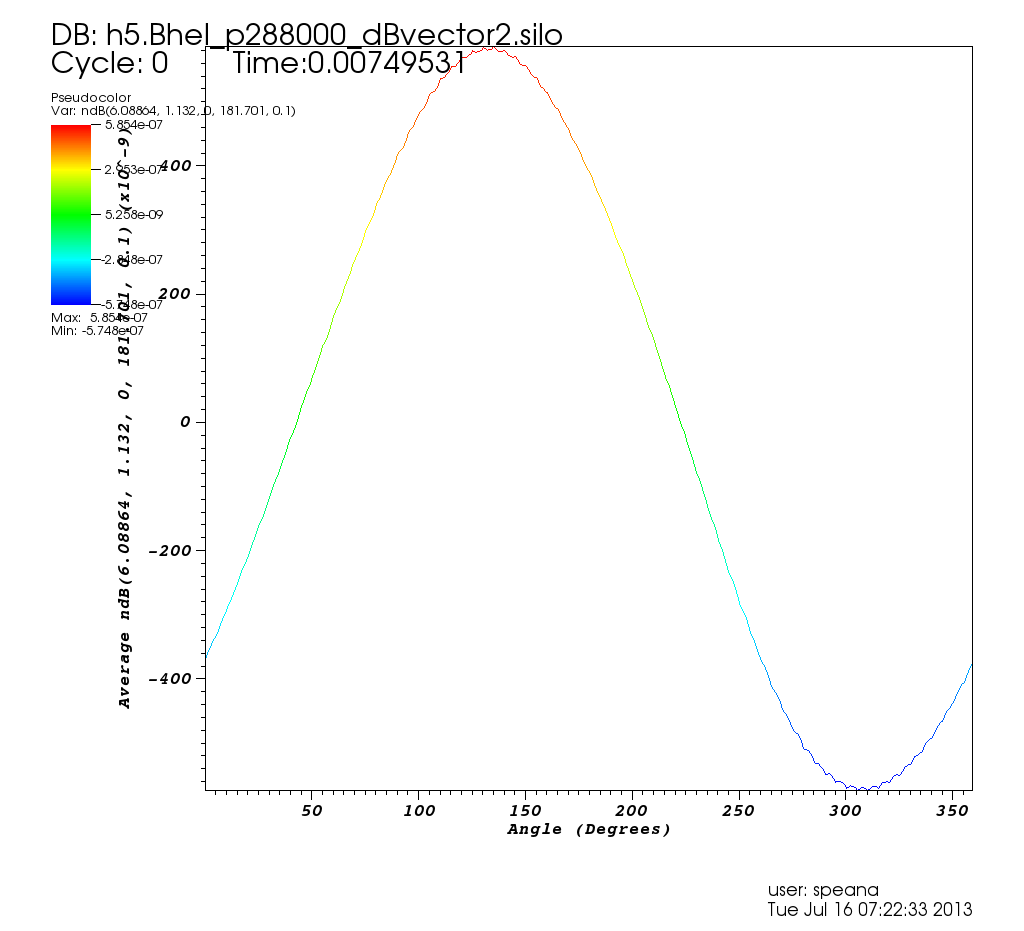 DB: h5.Bhel_p288000_dBvector2.silo
Cycle: 0 Time:0.00749531
Pseudocolor
Var: ndB(6.08864, 1.132, 0, 181.701, 0.1)
5.854e-07
2.953e-07
5.258e-09
-2.848e-07
-5.748e-07
Max: 5.854e-07
Min: -5.748e-07
Average ndB(6.08864, 1.132, 0, 181.701, 0.1) (x10^-9)
400
200
0
-200
-400
50 100 150 200 250 300 350
Angle (Degrees)
user: speana
Tue Jul 16 07:22:33 2013